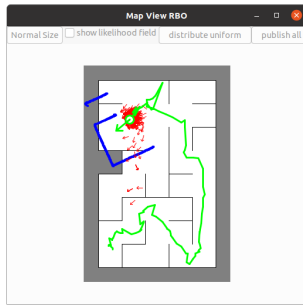 Map View RBO
Normal Size
show likelihood field
distribute uniform
publish all